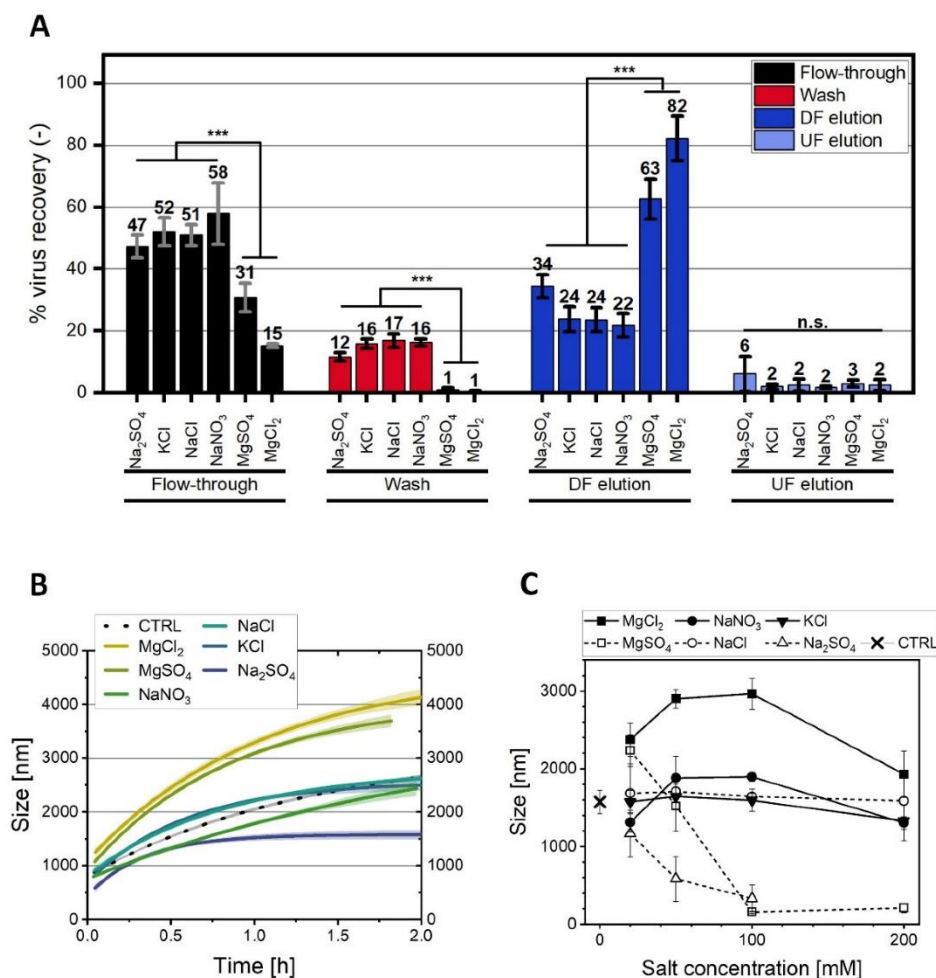 A
% virus recovery (-)
100
80
60
40
20
0
Flow-through
Wash
DF elution
UF elution
***
***
***
n.s.
47
52
51
58
31
15
12
16
17
16
1
1
34
24
24
22
63
82
6
2
2
2
3
2
Na₂SO₄ KCl NaCl NaNO₃ MgSO₄ MgCl₂
Na₂SO₄ KCl NaCl NaNO₃ MgSO₄ MgCl₂
Na₂SO₄ KCl NaCl NaNO₃ MgSO₄ MgCl₂
Na₂SO₄ KCl NaCl NaNO₃ MgSO₄ MgCl₂
Flow-through Wash DF elution UF elution
B
CTRL NaCl
MgCl₂ KCl
MgSO₄ Na₂SO₄
NaNO₃
Size [nm]
5000 5000
4000 4000
3000 3000
2000 2000
1000 1000
0 0
0.0 0.5 1.0 1.5 2.0
Time [h]
C
MgCl₂ NaNO₃ KCl
MgSO₄ NaCl Na₂SO₄ CTRL
Size [nm]
3000
2000
1000
0
0 100 200
Salt concentration [mM]